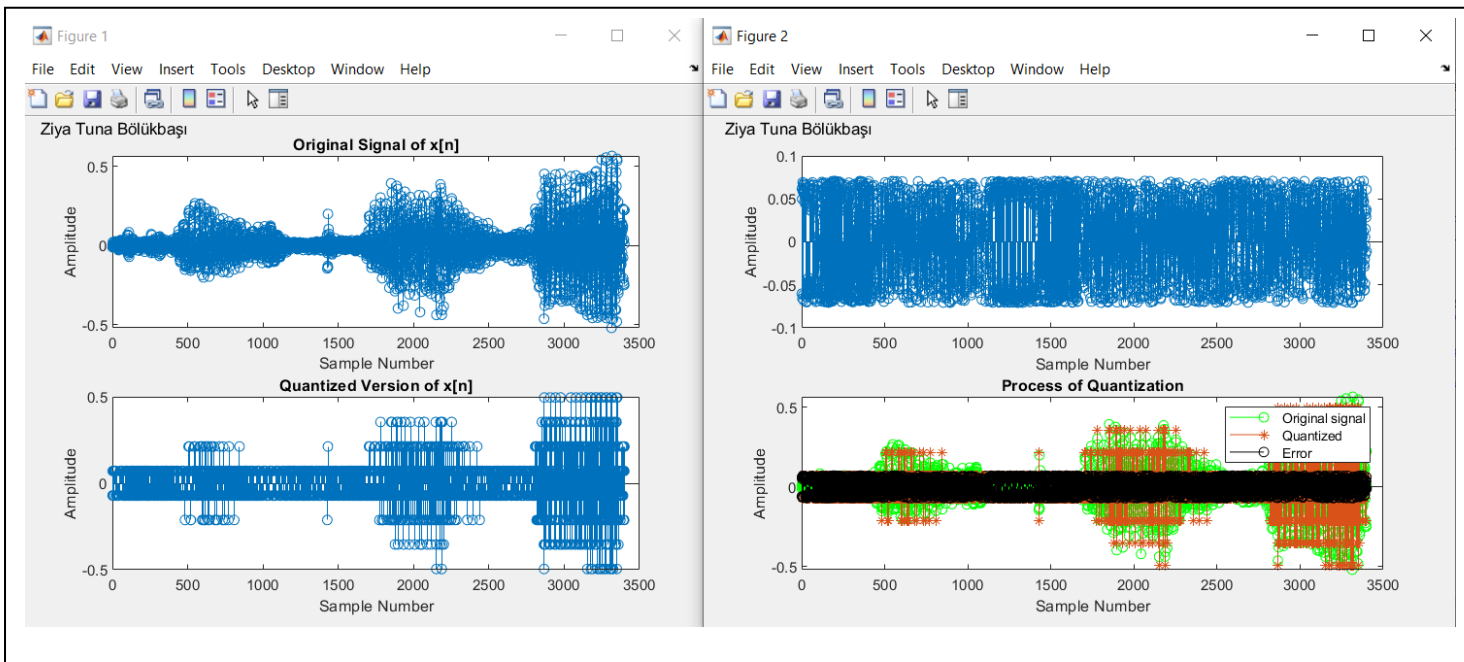 Figure 1
File Edit View Insert Tools Desktop Window Help
Ziya Tuna Bölükbaşı
Original Signal of x[n]
0.5
0
-0.5
Amplitude
0 500 1000 1500 2000 2500 3000 3500
Sample Number
Quantized Version of x[n]
0.5
0
-0.5
Amplitude
0 500 1000 1500 2000 2500 3000 3500
Sample Number
Figure 2
File Edit View Insert Tools Desktop Window Help
Ziya Tuna Bölükbaşı
0.1
0.05
0
-0.05
-0.1
Amplitude
0 500 1000 1500 2000 2500 3000 3500
Sample Number
Process of Quantization
0.5
0
-0.5
Amplitude
Original signal
Quantized
Error
0 500 1000 1500 2000 2500 3000 3500
Sample Number